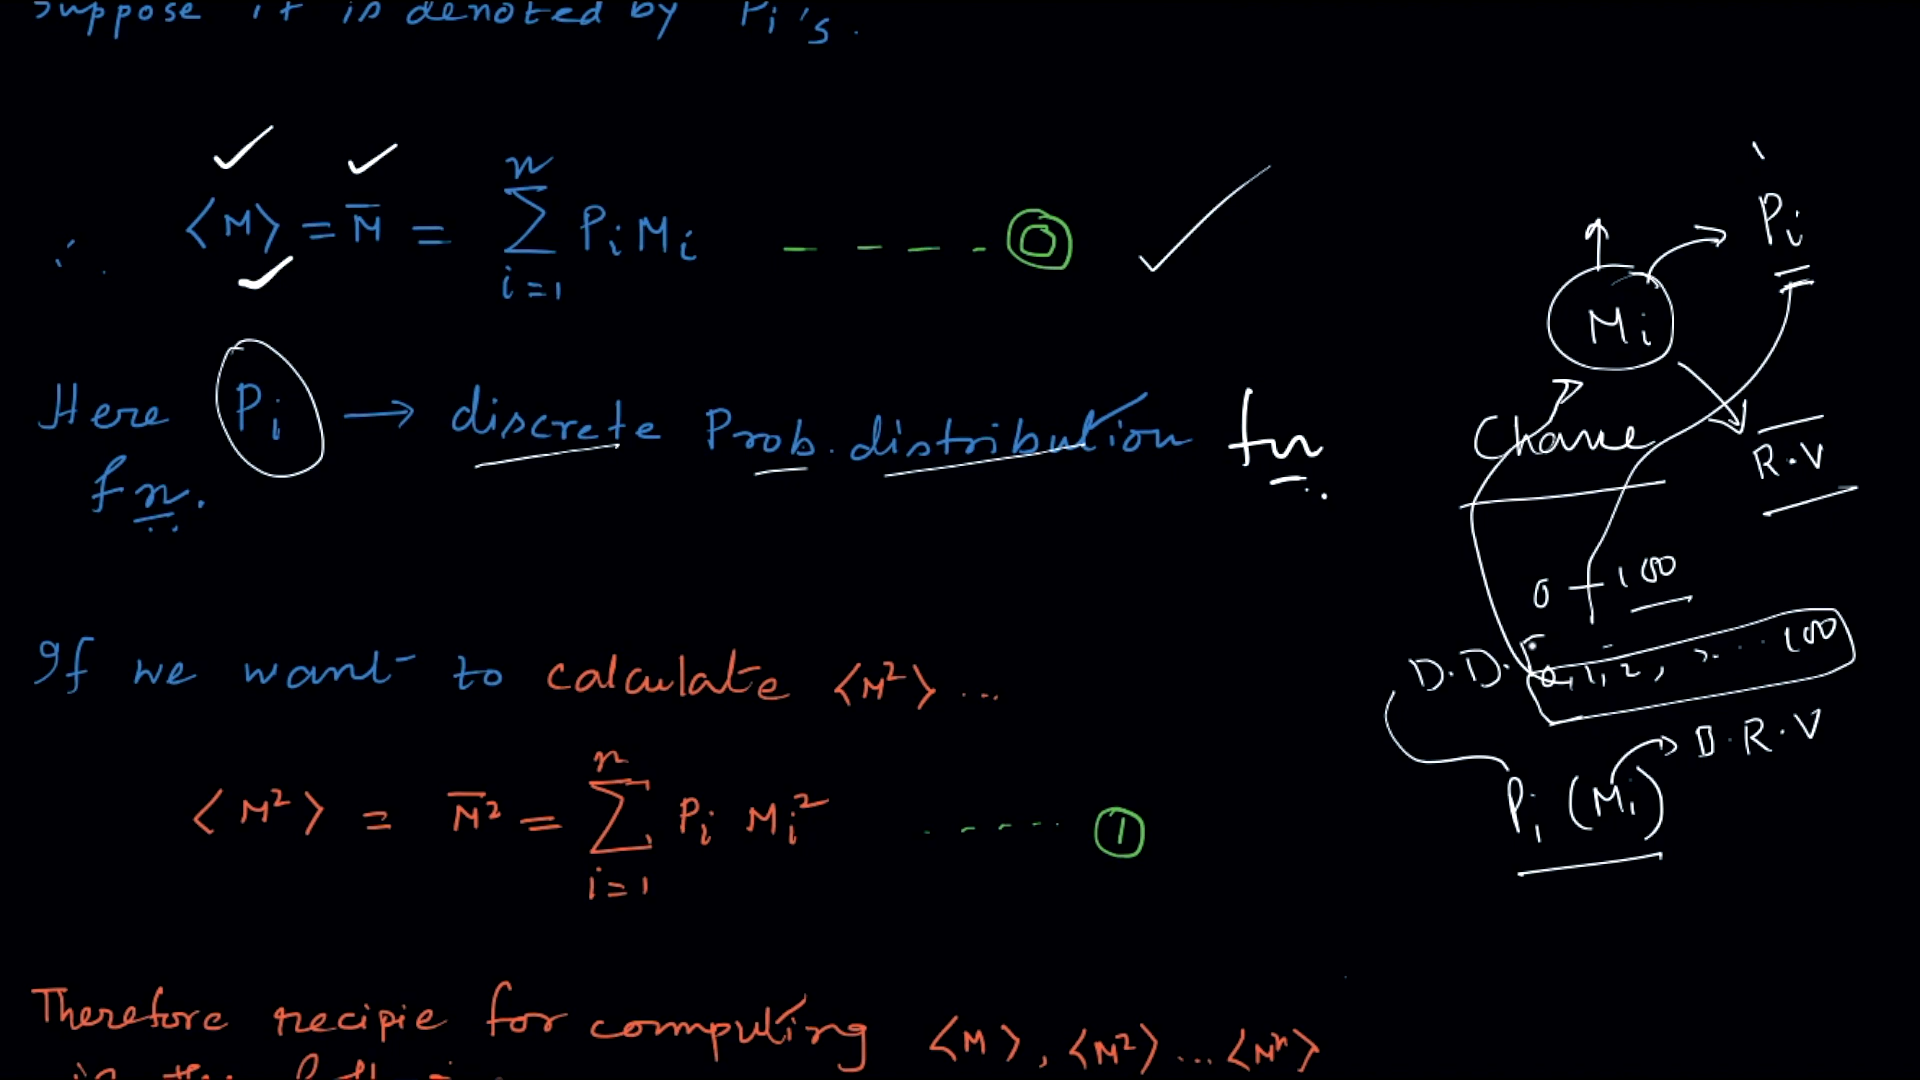 suppose it is denoted by Pi's.
∴ ⟨M⟩ = M̅ = Σ_{i=1}^{n} Pi Mi ----- ⓪
Here Pi → discrete Prob. distribution fn
fn.
If we want to calculate ⟨M²⟩ ...
⟨M²⟩ = M̅² = Σ_{i=1}^{n} Pi Mi² ----- ①
Therefore recipie for computing ⟨M⟩, ⟨M²⟩ ... ⟨Mⁿ⟩
Pi
Mi
Chance
R.V
0 + 100
D.D.F
0, 1, 2, ... 100
D.R.V
Pi (Mi)